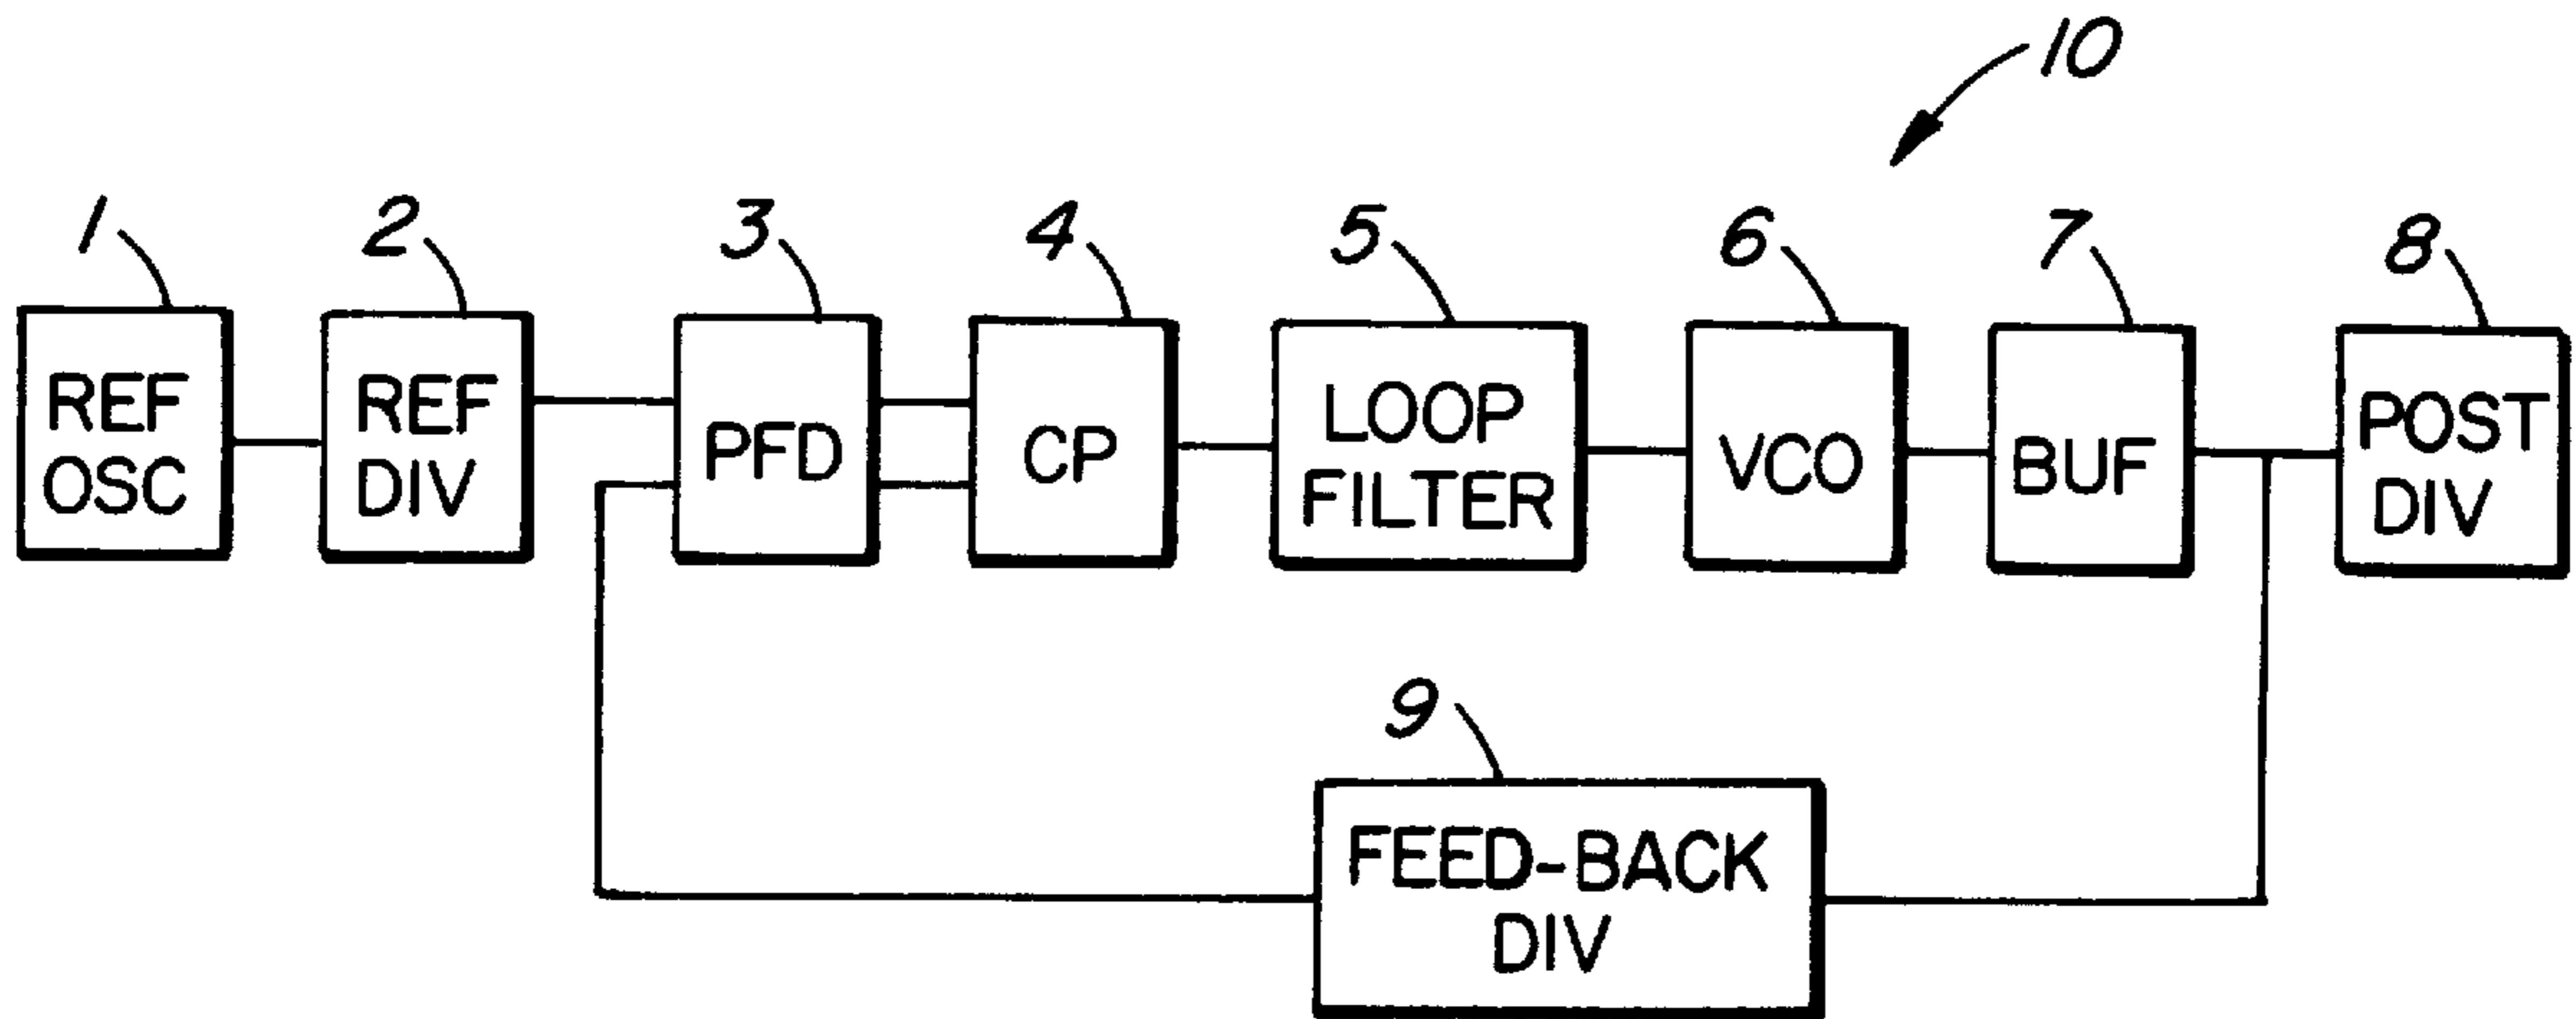 10
1
2
3
4
5
6
7
8
REF
OSC
REF
DIV
PFD
CP
LOOP
FILTER
VCO
BUF
POST
DIV
9
FEED-BACK
DIV